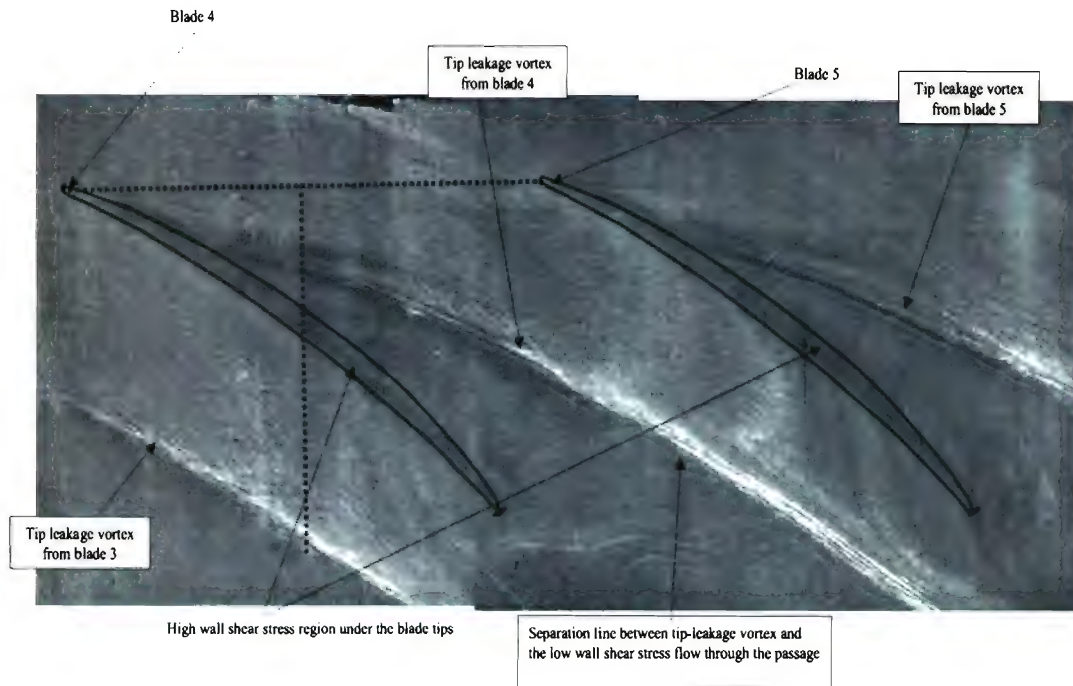 Blade 4
Tip leakage vortex
from blade 4
Blade 5
Tip leakage vortex
from blade 5
Tip leakage vortex
from blade 3
High wall shear stress region under the blade tips
Separation line between tip-leakage vortex and
the low wall shear stress flow through the passage